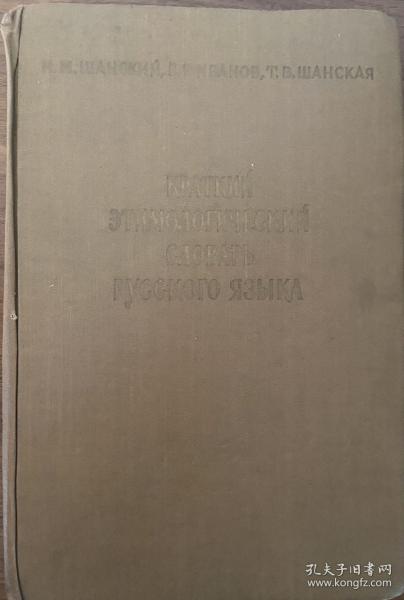 Н. М. ШАНСКИЙ, В. В. ИВАНОВ, Т. В. ШАНСКАЯ
КРАТКИЙ
ЭТИМОЛОГИЧЕСКИЙ
СЛОВАРЬ
РУССКОГО ЯЗЫКА
孔夫子旧书网
www.kongfz.com